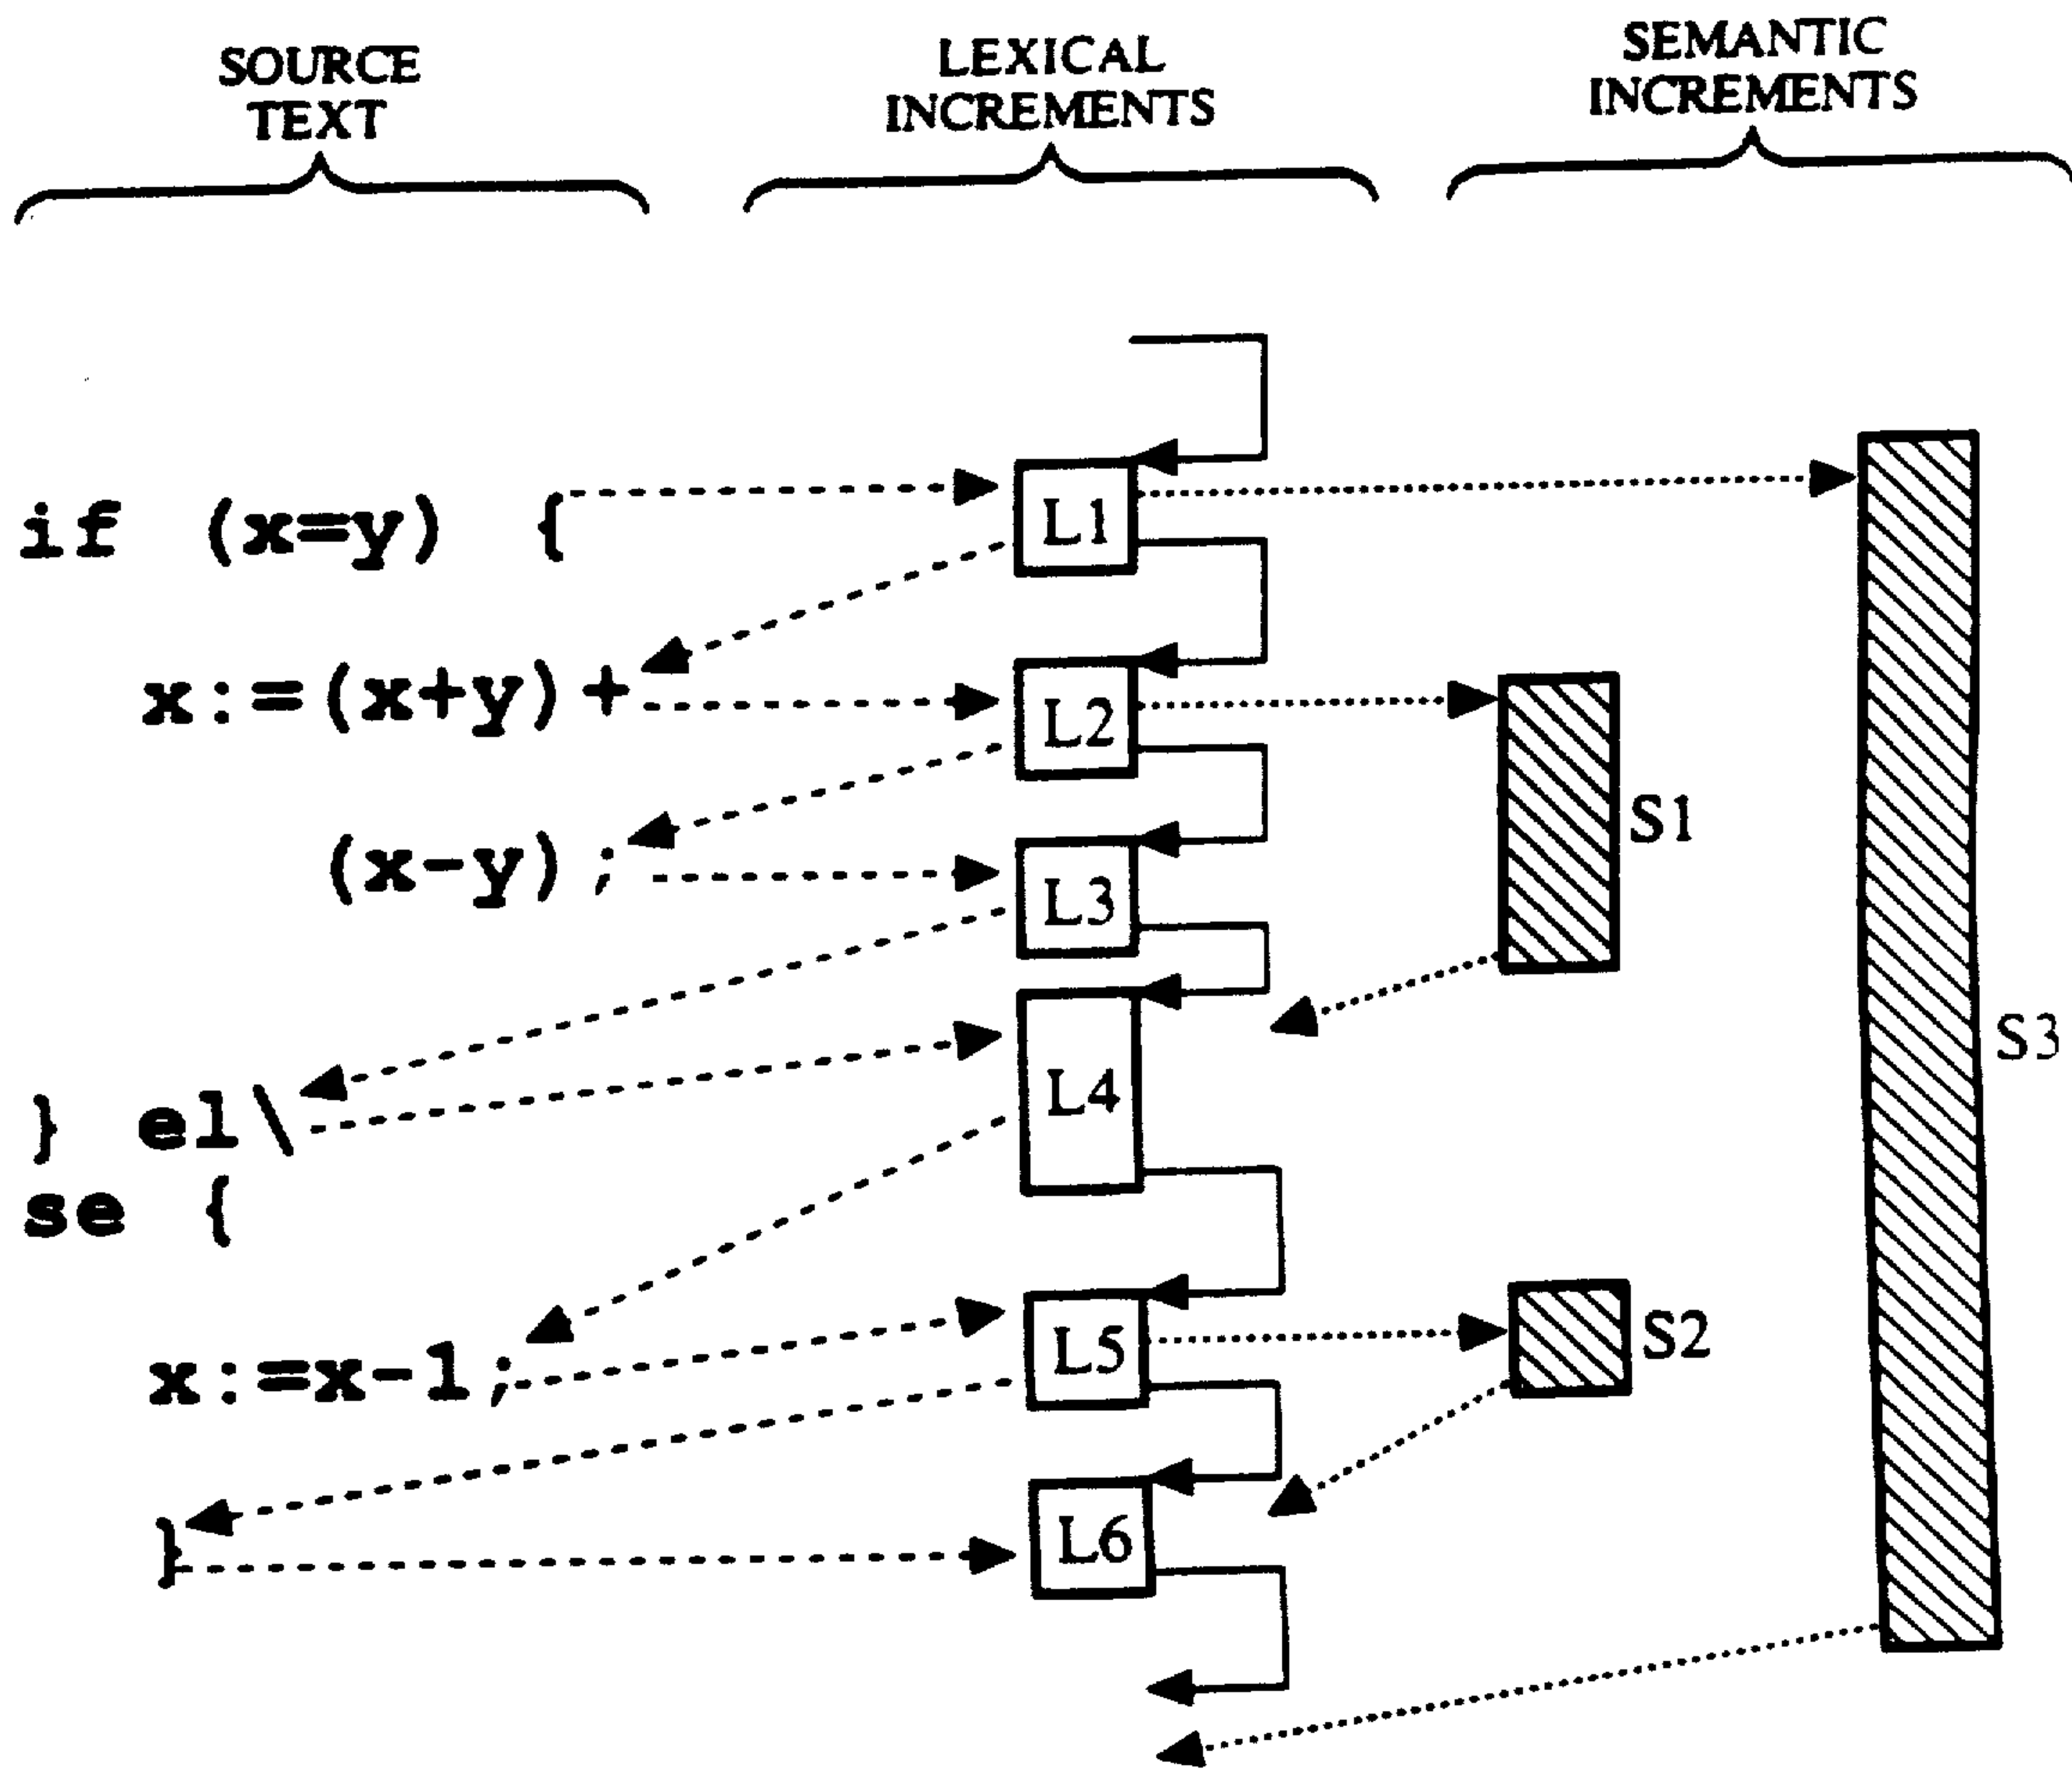 SOURCE
TEXT
LEXICAL
INCREMENTS
SEMANTIC
INCREMENTS
if (x=y) {
L1
x:=(x+y)+
L2
S1
(x-y);
L3
S3
} el\
L4
se {
x:=x-1;
L5
S2
}
L6